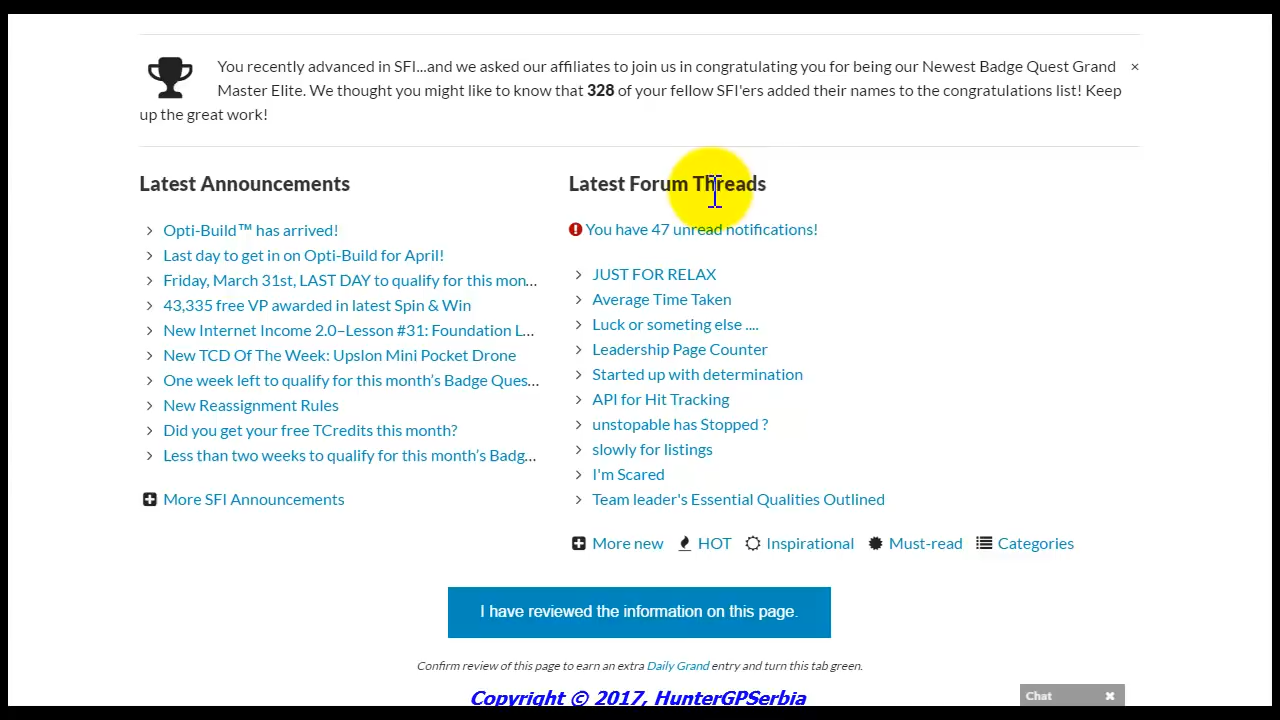 You recently advanced in SFI...and we asked our affiliates to join us in congratulating you for being our Newest Badge Quest Grand ×
Master Elite. We thought you might like to know that 328 of your fellow SFI'ers added their names to the congratulations list! Keep
up the great work!
Latest Announcements
Opti-Build™ has arrived!
Last day to get in on Opti-Build for April!
Friday, March 31st, LAST DAY to qualify for this mon...
43,335 free VP awarded in latest Spin & Win
New Internet Income 2.0–Lesson #31: Foundation L...
New TCD Of The Week: Upslon Mini Pocket Drone
One week left to qualify for this month’s Badge Ques...
New Reassignment Rules
Did you get your free TCredits this month?
Less than two weeks to qualify for this month’s Badg...
More SFI Announcements
Latest Forum Threads
You have 47 unread notifications!
JUST FOR RELAX
Average Time Taken
Luck or someting else ....
Leadership Page Counter
Started up with determination
API for Hit Tracking
unstopable has Stopped ?
slowly for listings
I'm Scared
Team leader's Essential Qualities Outlined
More new HOT Inspirational Must-read Categories
I have reviewed the information on this page.
Confirm review of this page to earn an extra Daily Grand entry and turn this tab green.
Copyright © 2017, HunterGPSerbia
Chat ×